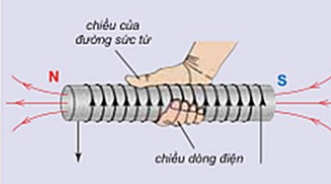 chiều của
đường sức từ
N
S
chiều dòng điện